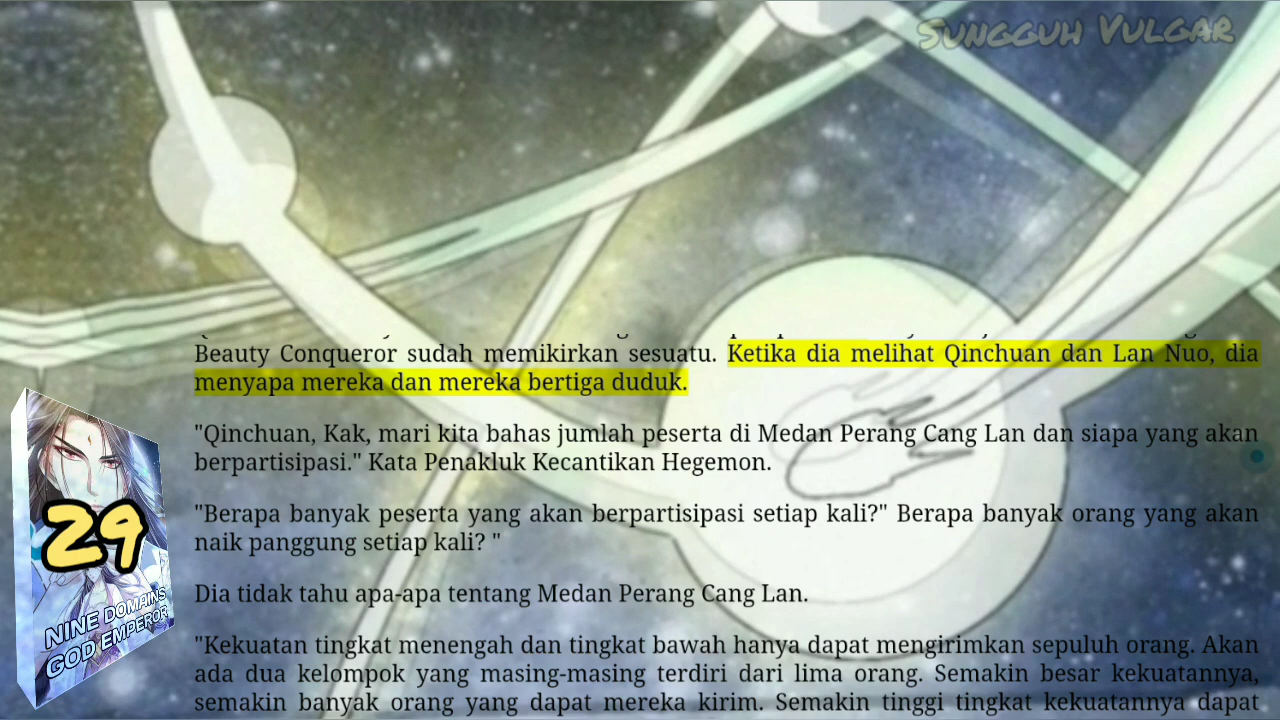 Sungguh Vulgar
Beauty Conqueror sudah memikirkan sesuatu. Ketika dia melihat Qinchuan dan Lan Nuo, dia
menyapa mereka dan mereka bertiga duduk.
"Qinchuan, Kak, mari kita bahas jumlah peserta di Medan Perang Cang Lan dan siapa yang akan
berpartisipasi." Kata Penakluk Kecantikan Hegemon.
"Berapa banyak peserta yang akan berpartisipasi setiap kali?" Berapa banyak orang yang akan
naik panggung setiap kali? "
Dia tidak tahu apa-apa tentang Medan Perang Cang Lan.
"Kekuatan tingkat menengah dan tingkat bawah hanya dapat mengirimkan sepuluh orang. Akan
ada dua kelompok yang masing-masing terdiri dari lima orang. Semakin besar kekuatannya,
semakin banyak orang yang dapat mereka kirim. Semakin tinggi tingkat kekuatannya dapat
29
NINE DOMAINS
GOD EMPEROR